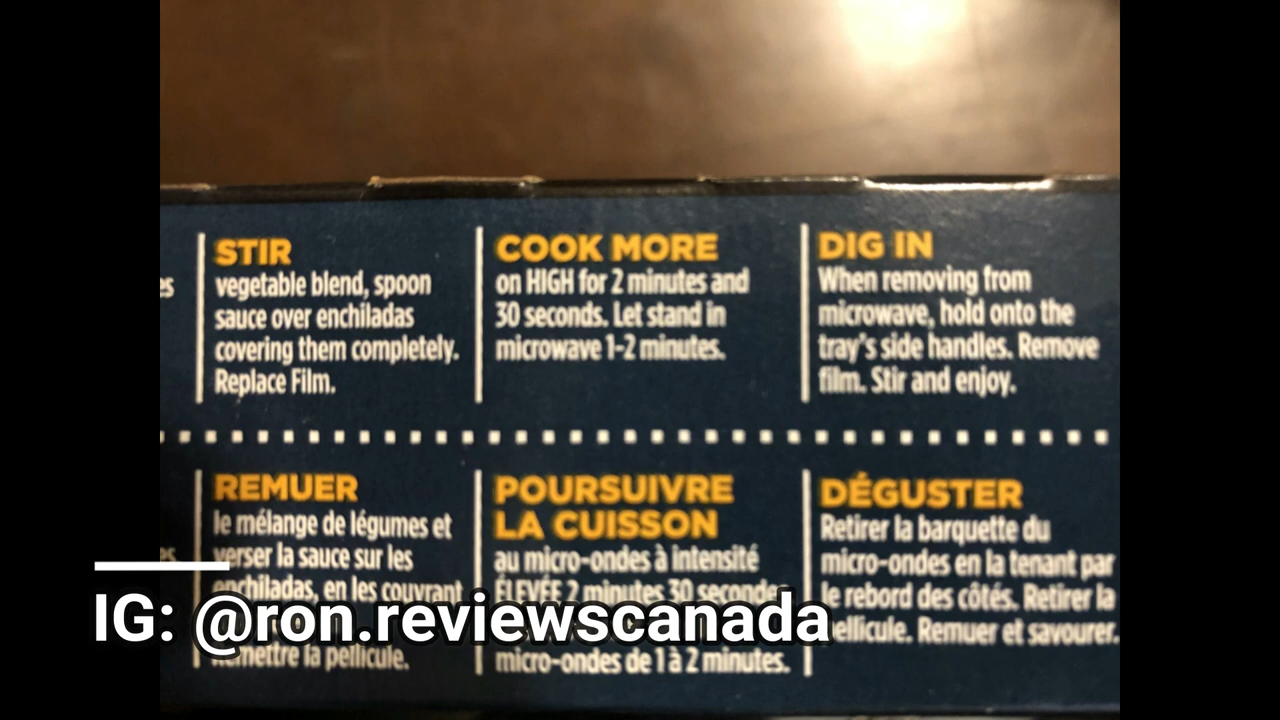 STIR
vegetable blend, spoon
sauce over enchiladas
covering them completely.
Replace Film.
COOK MORE
on HIGH for 2 minutes and
30 seconds. Let stand in
microwave 1-2 minutes.
DIG IN
When removing from
microwave, hold onto the
tray's side handles. Remove
film. Stir and enjoy.
REMUER
le mélange de légumes et
verser la sauce sur les
enchiladas, en les couvrant
la pellicule.
POURSUIVRE
LA CUISSON
au micro-ondes à intensité
ÉLEVÉE 2 minutes 30 secondes
micro-ondes de 1 à 2 minutes.
DÉGUSTER
Retirer la barquette du
micro-ondes en la tenant par
le rebord des côtés. Retirer la
pellicule. Remuer et savourer.
IG: @ron.reviewscanada